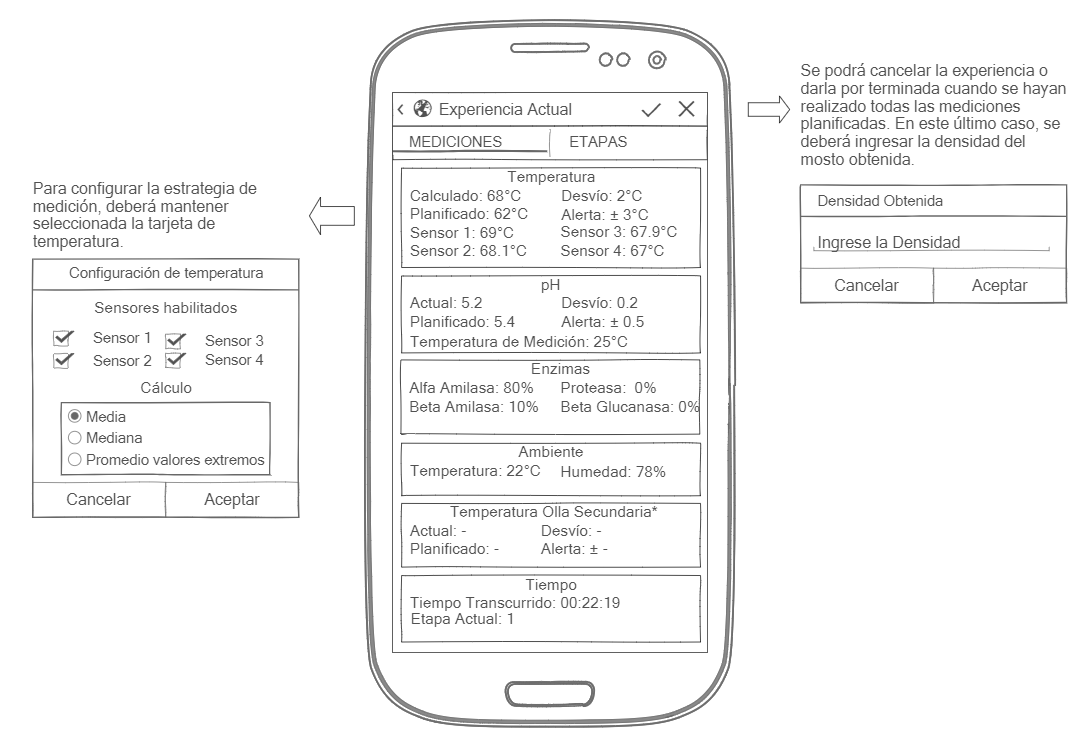 Para configurar la estrategia de
medición, deberá mantener
seleccionada la tarjeta de
temperatura.
Configuración de temperatura
Sensores habilitados
Sensor 1 Sensor 3
Sensor 2 Sensor 4
Cálculo
Media
Mediana
Promedio valores extremos
Cancelar Aceptar
Experiencia Actual
MEDICIONES ETAPAS
Temperatura
Calculado: 68°C Desvío: 2°C
Planificado: 62°C Alerta: ± 3°C
Sensor 1: 69°C Sensor 3: 67.9°C
Sensor 2: 68.1°C Sensor 4: 67°C
pH
Actual: 5.2 Desvío: 0.2
Planificado: 5.4 Alerta: ± 0.5
Temperatura de Medición: 25°C
Enzimas
Alfa Amilasa: 80% Proteasa: 0%
Beta Amilasa: 10% Beta Glucanasa: 0%
Ambiente
Temperatura: 22°C Humedad: 78%
Temperatura Olla Secundaria*
Actual: - Desvío: -
Planificado: - Alerta: ± -
Tiempo
Tiempo Transcurrido: 00:22:19
Etapa Actual: 1
Se podrá cancelar la experiencia o
darla por terminada cuando se hayan
realizado todas las mediciones
planificadas. En este último caso, se
deberá ingresar la densidad del
mosto obtenida.
Densidad Obtenida
Ingrese la Densidad
Cancelar Aceptar